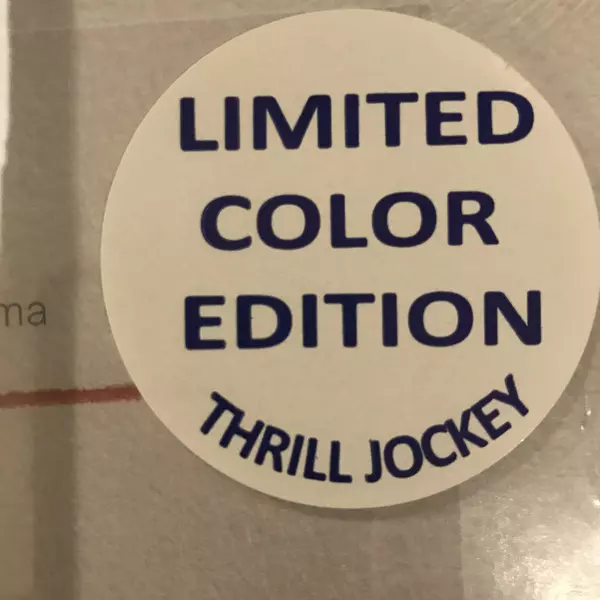 LIMITED
COLOR
EDITION
THRILL JOCKEY
ma